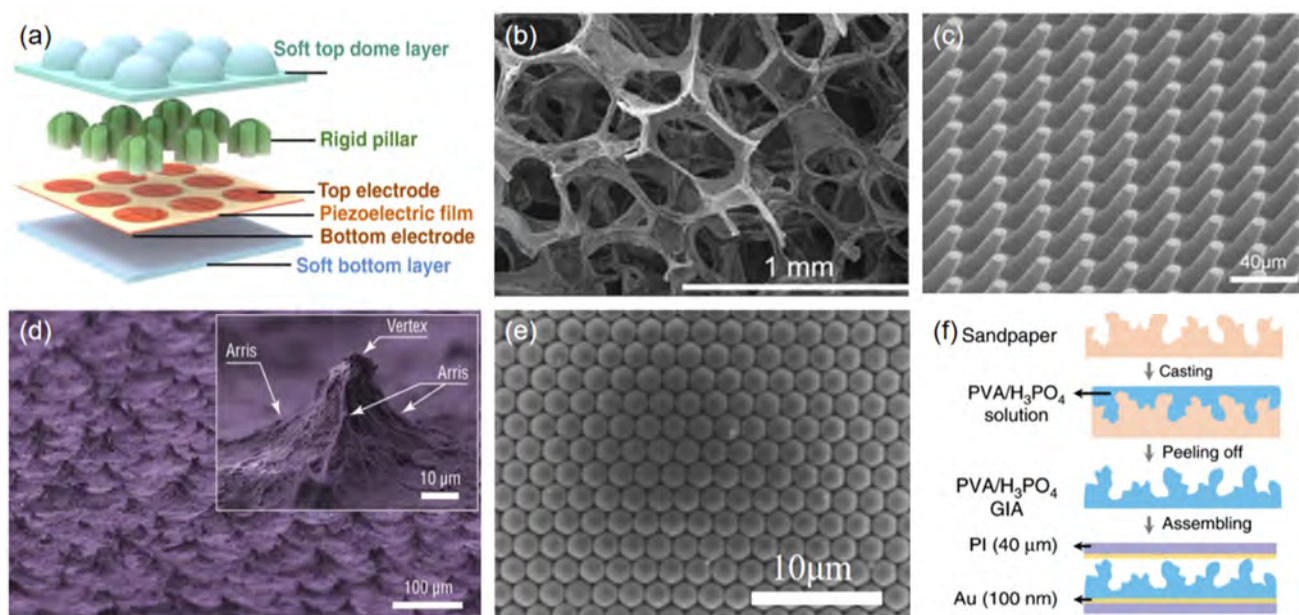 (a)
Soft top dome layer
Rigid pillar
Top electrode
Piezoelectric film
Bottom electrode
Soft bottom layer
(b)
1 mm
(c)
40μm
(d)
Vertex
Arris
Arris
10 μm
100 μm
(e)
10μm
(f)
Sandpaper
Casting
PVA/H₃PO₄
solution
Peeling off
PVA/H₃PO₄
GIA
Assembling
PI (40 μm)
Au (100 nm)